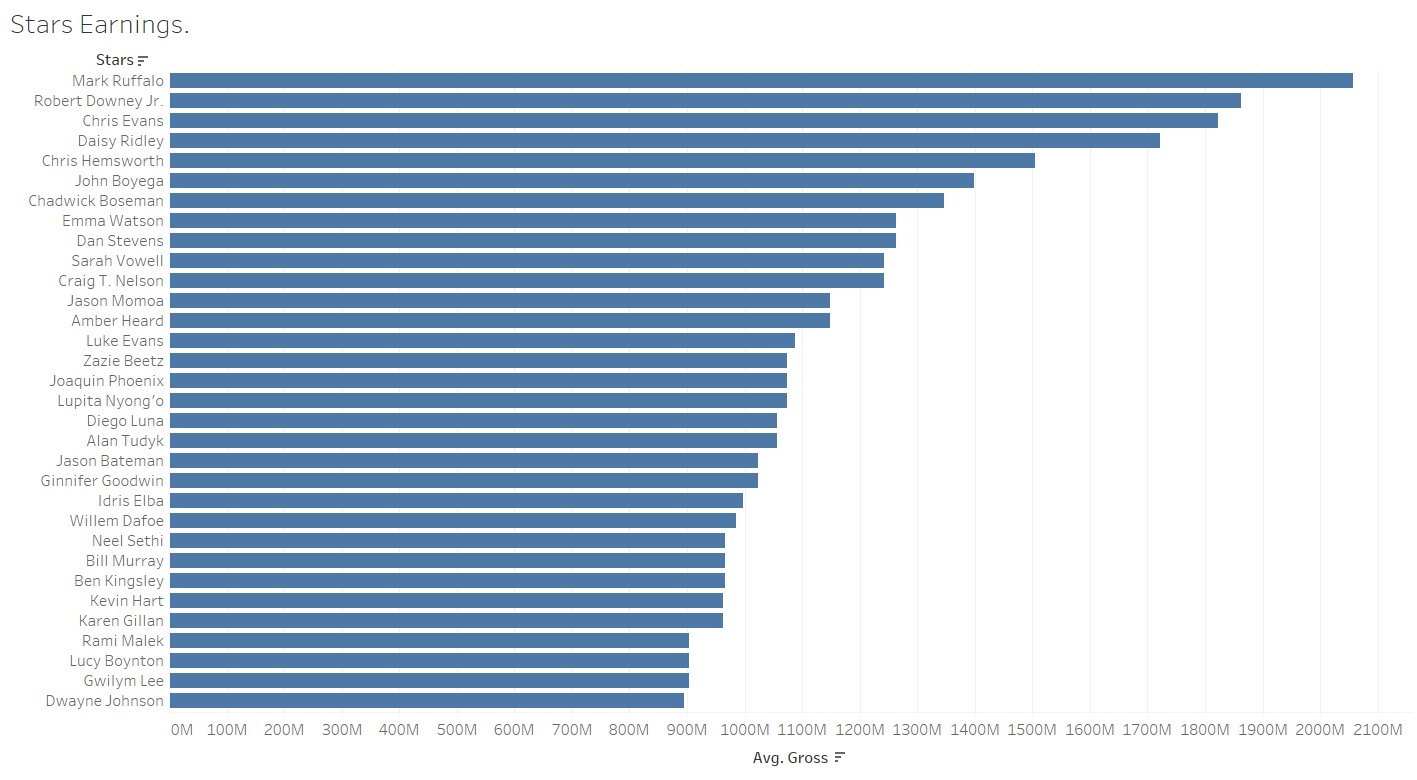 Stars Earnings.
Stars
Mark Ruffalo
Robert Downey Jr.
Chris Evans
Daisy Ridley
Chris Hemsworth
John Boyega
Chadwick Boseman
Emma Watson
Dan Stevens
Sarah Vowell
Craig T. Nelson
Jason Momoa
Amber Heard
Luke Evans
Zazie Beetz
Joaquin Phoenix
Lupita Nyong'o
Diego Luna
Alan Tudyk
Jason Bateman
Ginnifer Goodwin
Idris Elba
Willem Dafoe
Neel Sethi
Bill Murray
Ben Kingsley
Kevin Hart
Karen Gillan
Rami Malek
Lucy Boynton
Gwilym Lee
Dwayne Johnson
0M 100M 200M 300M 400M 500M 600M 700M 800M 900M 1000M 1100M 1200M 1300M 1400M 1500M 1600M 1700M 1800M 1900M 2000M 2100M
Avg. Gross